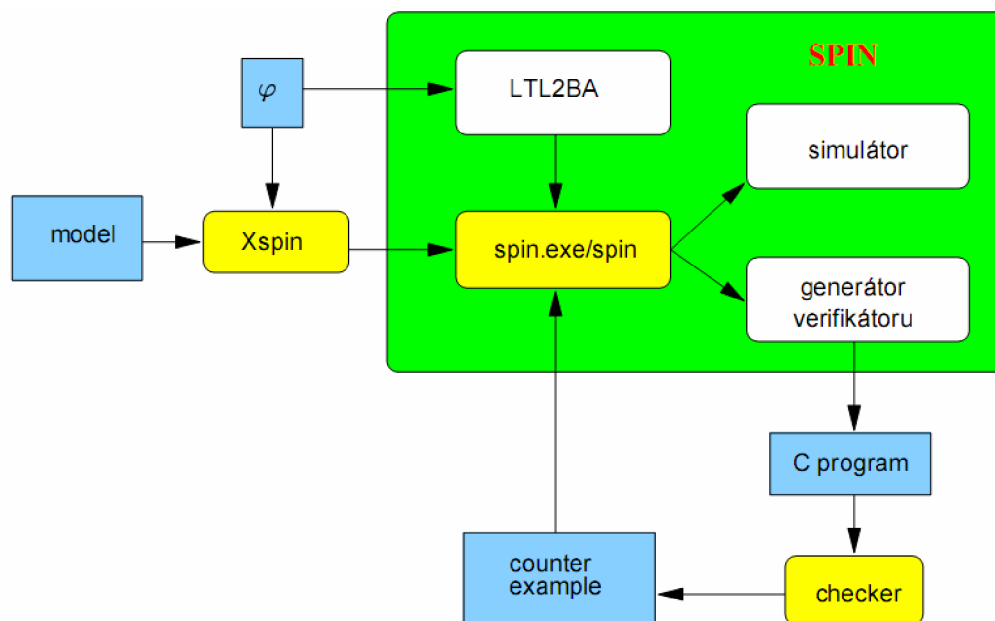 SPIN
φ
LTL2BA
simulátor
model
Xspin
spin.exe/spin
generátor
verifikátoru
C program
counter
example
checker